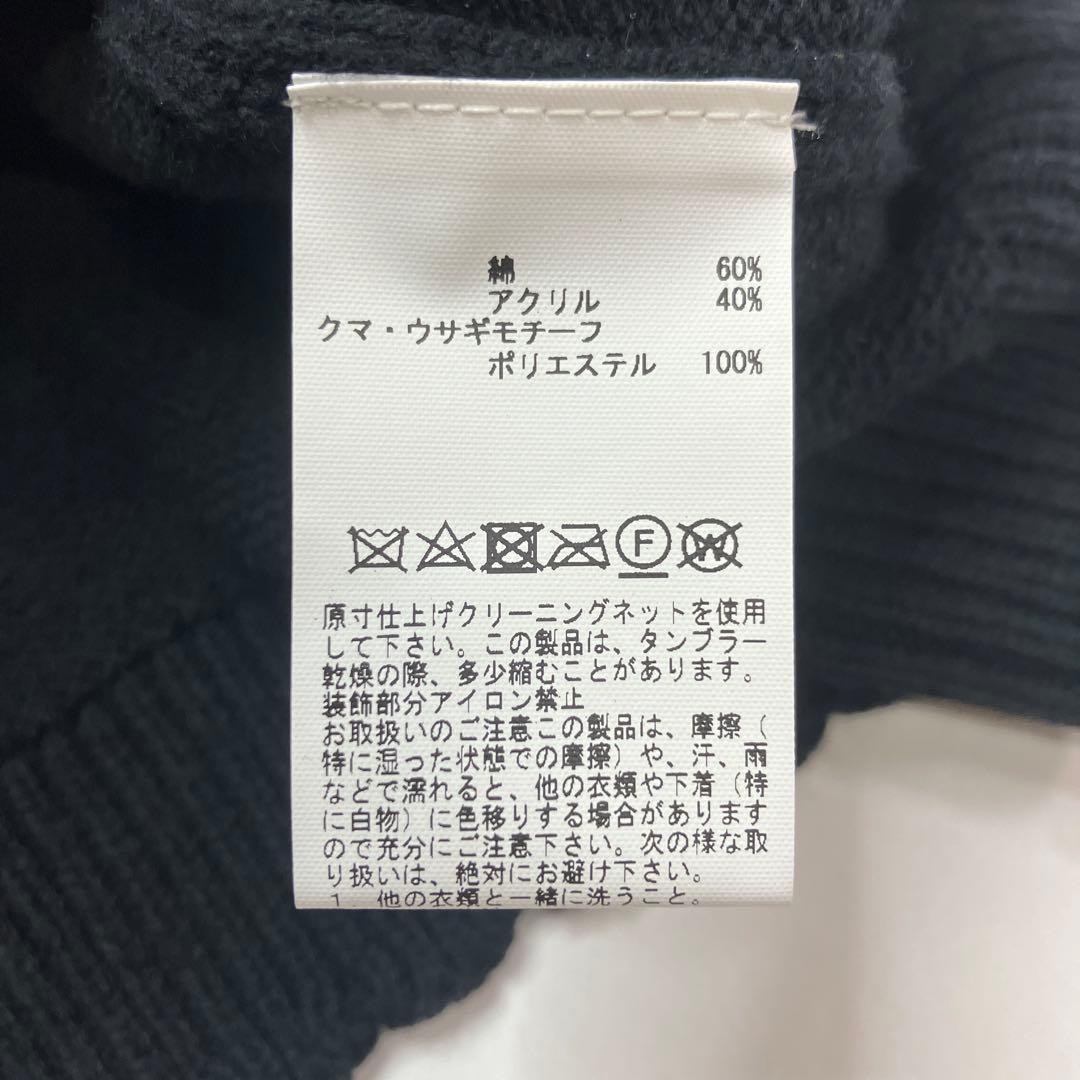 綿 60%
アクリル 40%
クマ・ウサギモチーフ
ポリエステル 100%
F
W
原寸仕上げクリーニングネットを使用
して下さい。この製品は、タンブラー
乾燥の際、多少縮むことがあります。
装飾部分アイロン禁止
お取扱いのご注意この製品は、摩擦（
特に湿った状態での摩擦）や、汗、雨
などで濡れると、他の衣類や下着（特
に白物）に色移りする場合があります
ので充分にご注意下さい。次の様な取
り扱いは、絶対にお避け下さい。
１．他の衣類と一緒に洗うこと。